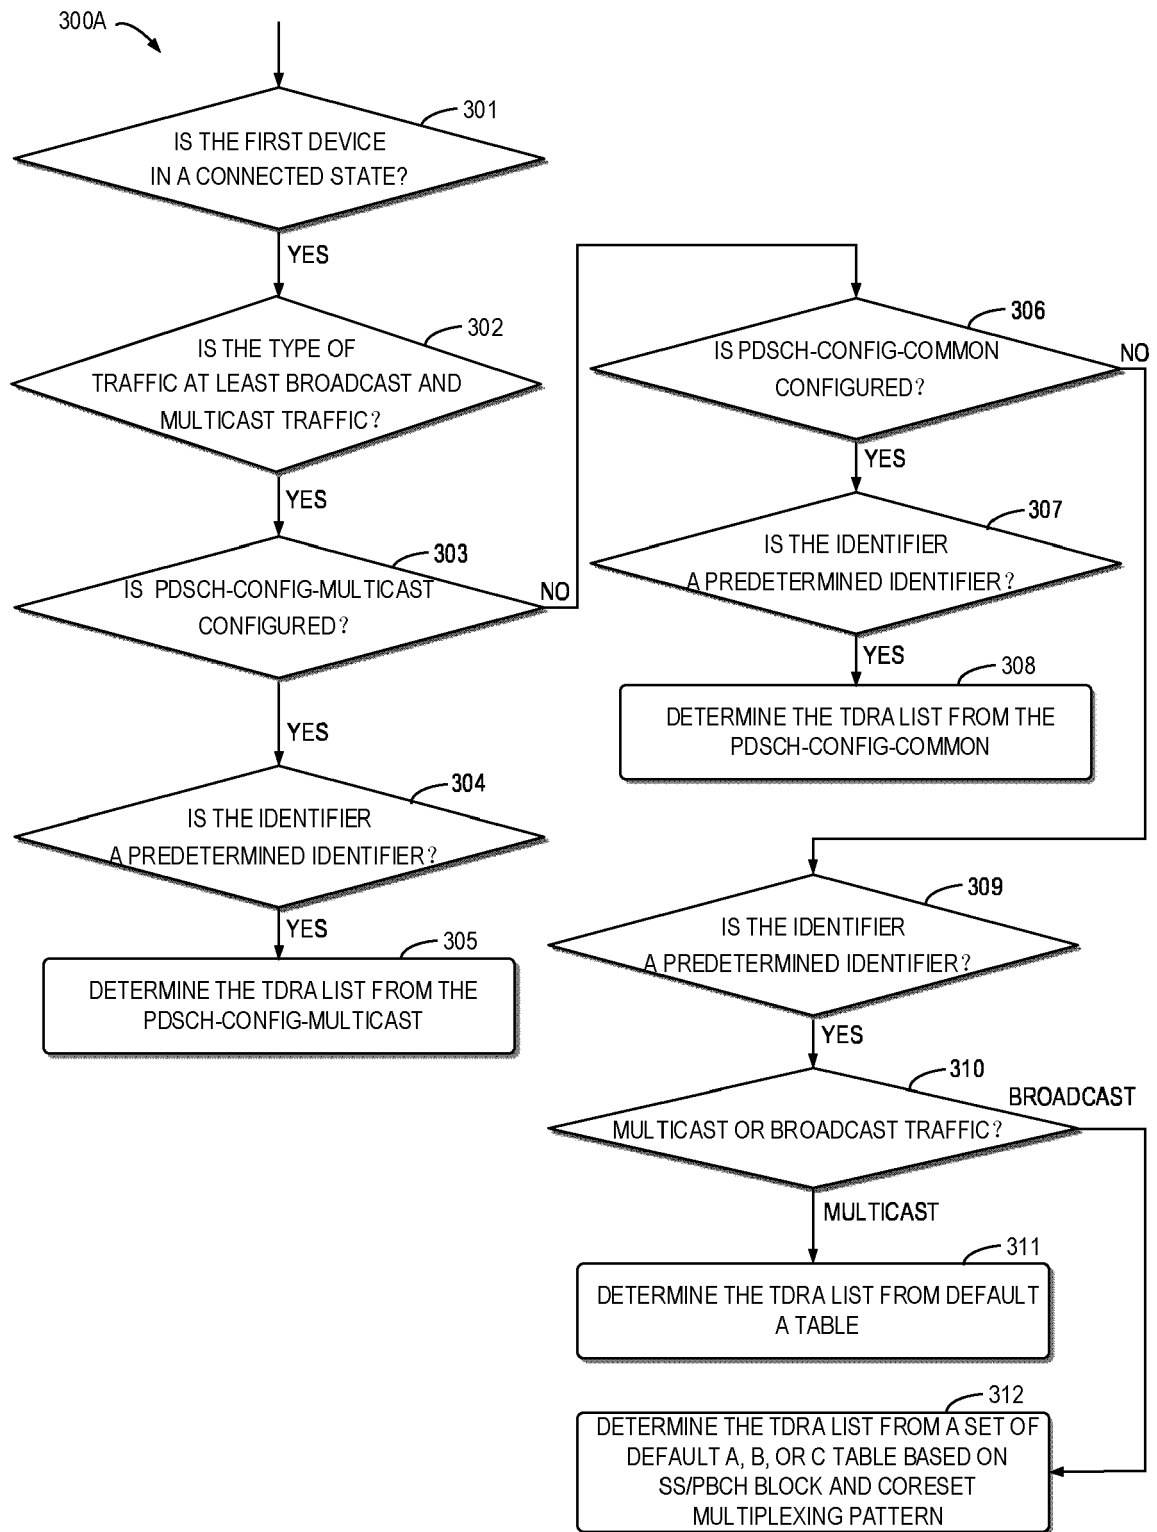 300A
301
IS THE FIRST DEVICE
IN A CONNECTED STATE?
YES
302
IS THE TYPE OF
TRAFFIC AT LEAST BROADCAST AND
MULTICAST TRAFFIC?
YES
303
IS PDSCH-CONFIG-MULTICAST
CONFIGURED?
NO
YES
304
IS THE IDENTIFIER
A PREDETERMINED IDENTIFIER?
YES
305
DETERMINE THE TDRA LIST FROM THE
PDSCH-CONFIG-MULTICAST
306
IS PDSCH-CONFIG-COMMON
CONFIGURED?
NO
YES
307
IS THE IDENTIFIER
A PREDETERMINED IDENTIFIER?
YES
308
DETERMINE THE TDRA LIST FROM THE
PDSCH-CONFIG-COMMON
309
IS THE IDENTIFIER
A PREDETERMINED IDENTIFIER?
YES
310
MULTICAST OR BROADCAST TRAFFIC?
BROADCAST
MULTICAST
311
DETERMINE THE TDRA LIST FROM DEFAULT
A TABLE
312
DETERMINE THE TDRA LIST FROM A SET OF
DEFAULT A, B, OR C TABLE BASED ON
SS/PBCH BLOCK AND CORESET
MULTIPLEXING PATTERN